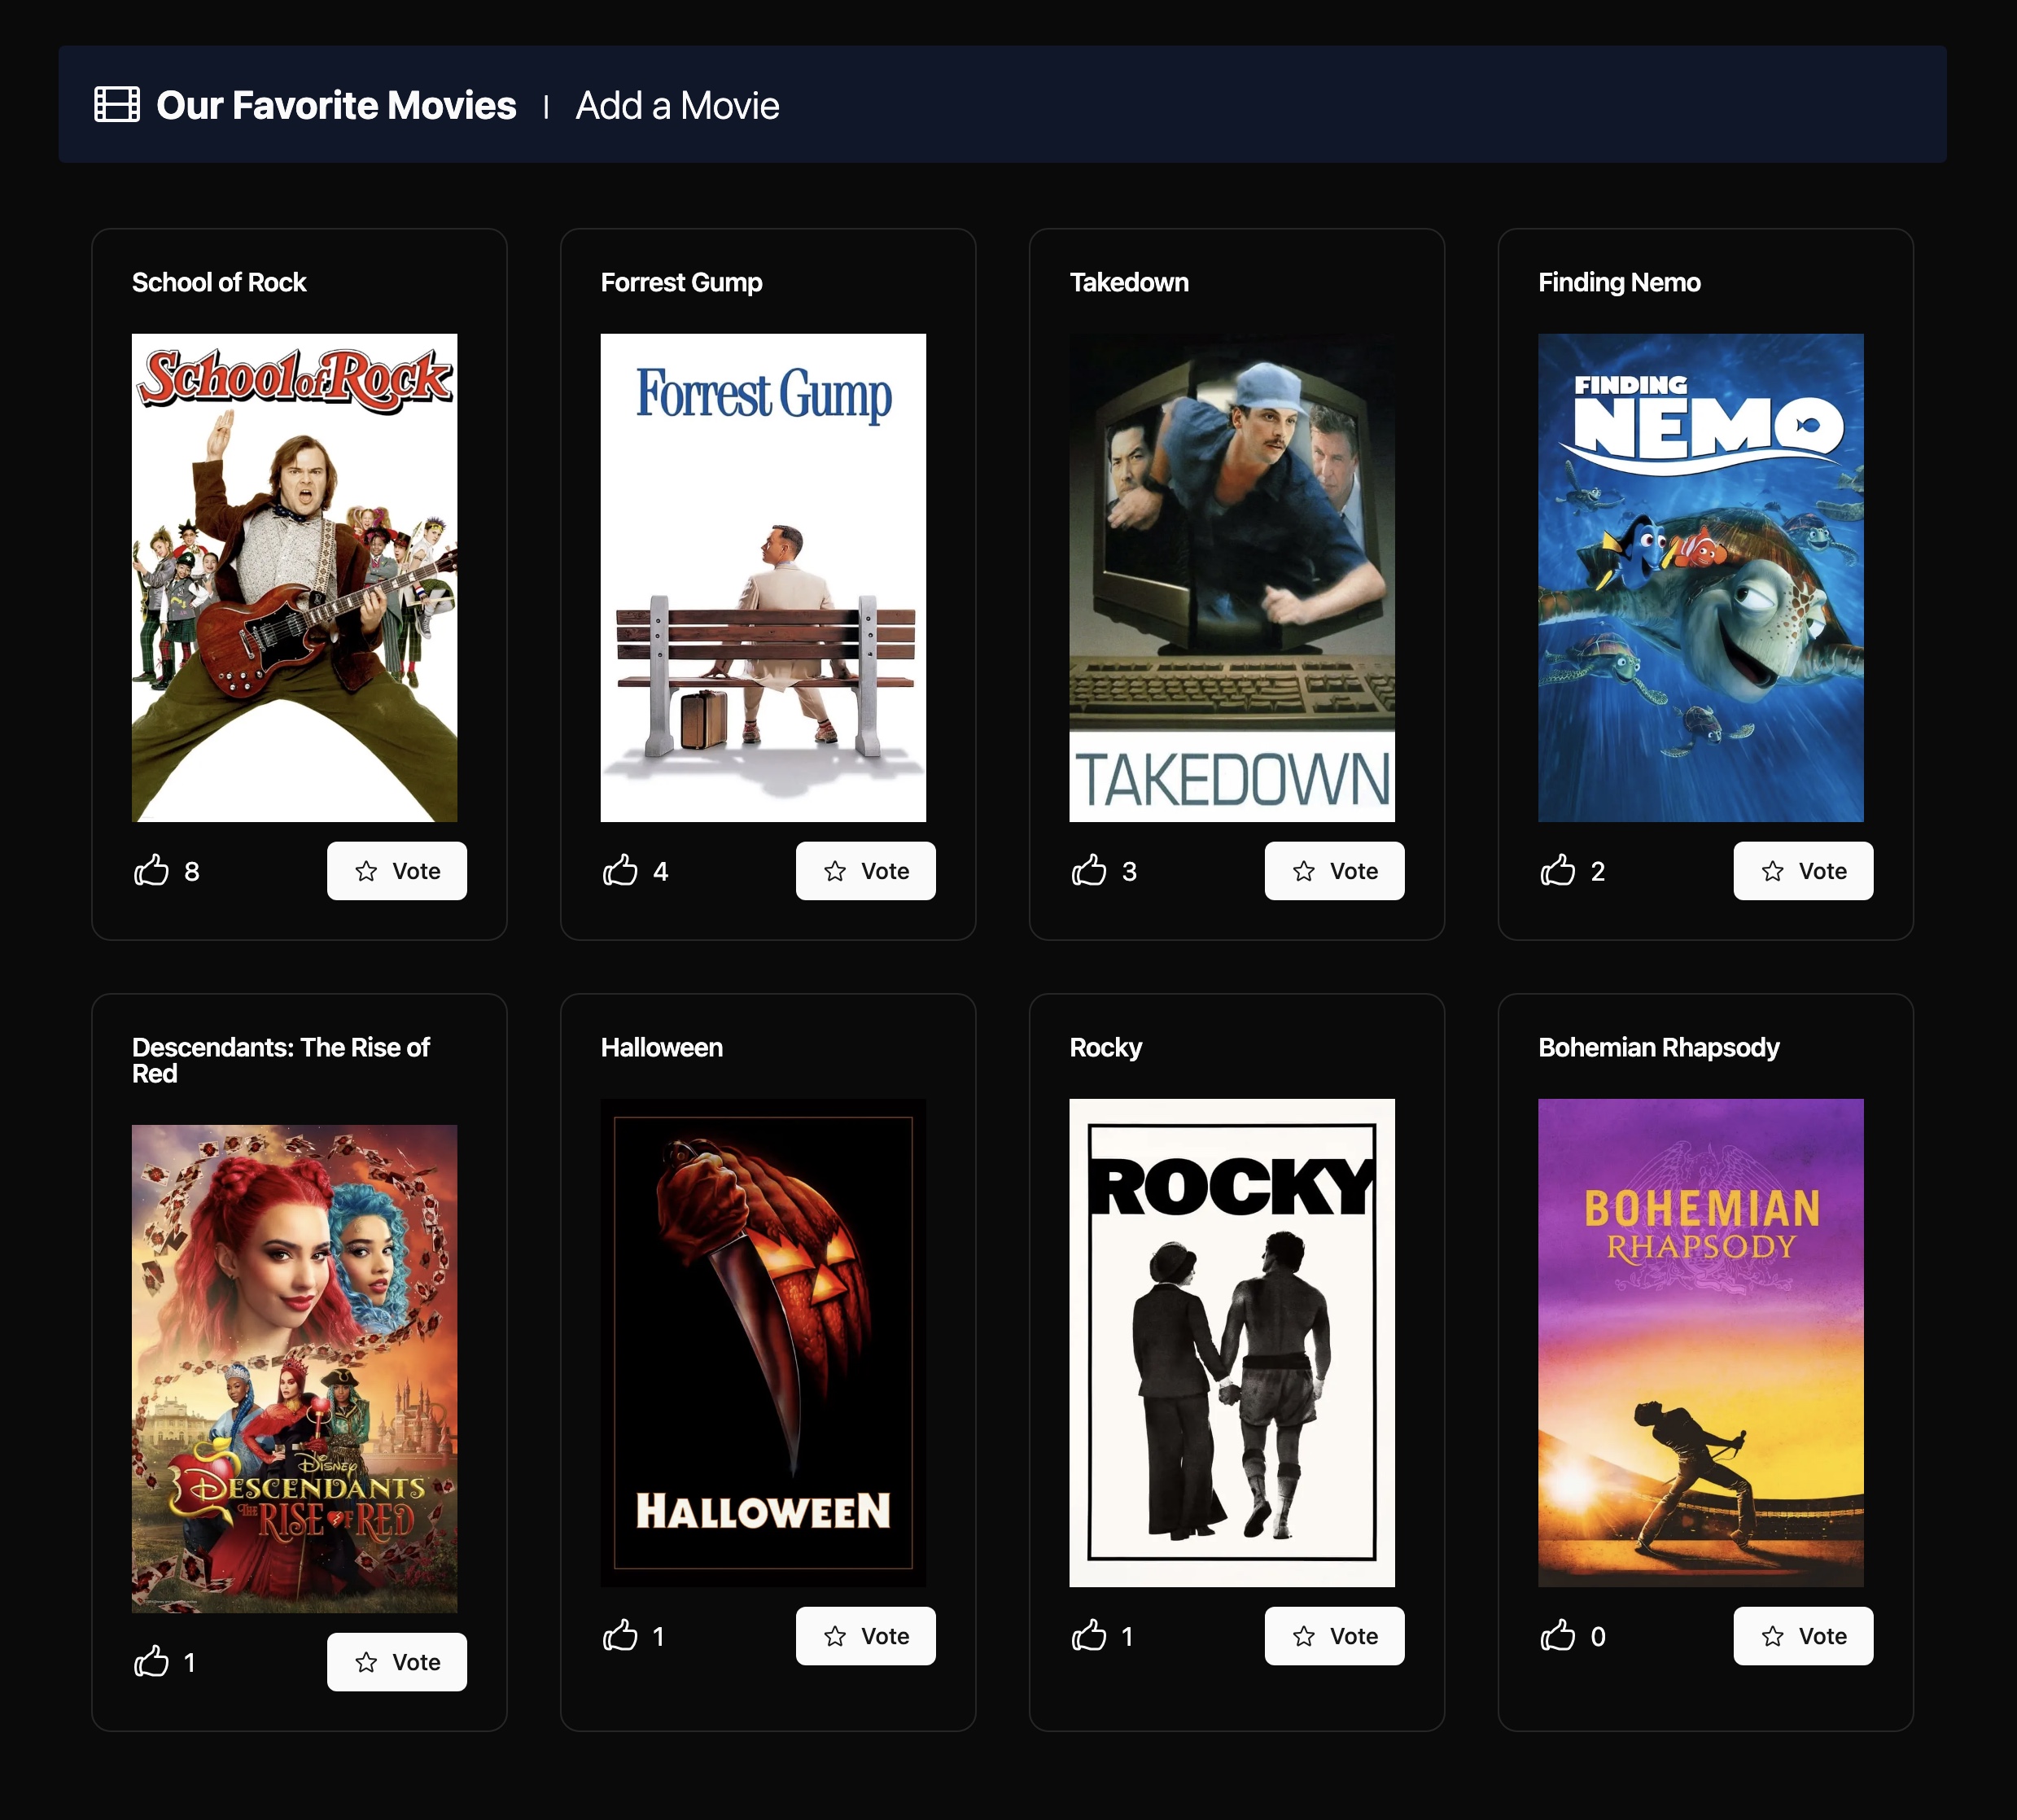 Our Favorite Movies | Add a Movie
School of Rock
School of Rock
8
Vote
Forrest Gump
Forrest Gump
4
Vote
Takedown
TAKEDOWN
3
Vote
Finding Nemo
FINDING
NEMO
2
Vote
Descendants: The Rise of
Red
DISNEY
DESCENDANTS
THE RISE OF RED
1
Vote
Halloween
HALLOWEEN
1
Vote
Rocky
ROCKY
1
Vote
Bohemian Rhapsody
BOHEMIAN
RHAPSODY
0
Vote